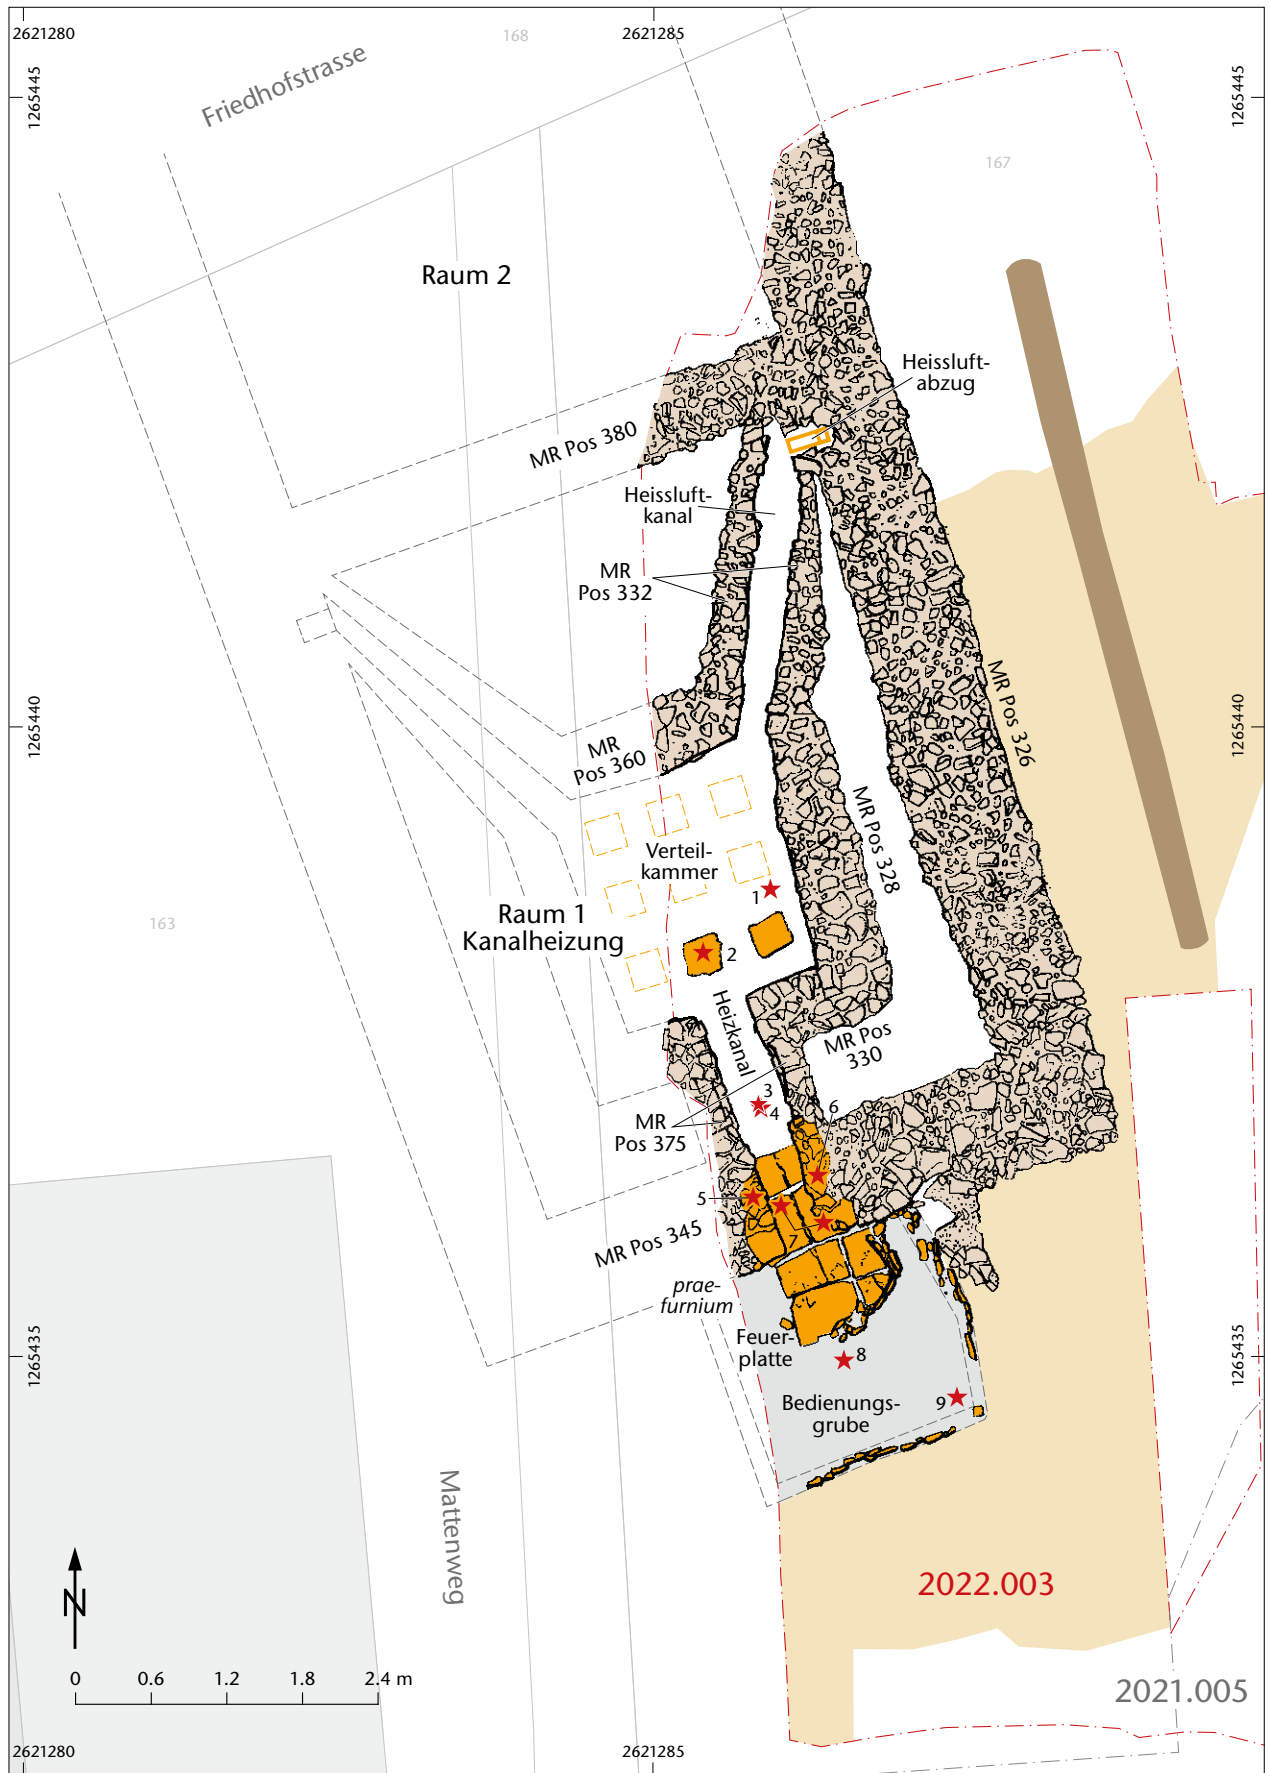 2621280
2621285
168
1265445
1265445
Friedhofstrasse
167
Raum 2
Heissluft-
abzug
MR Pos 380
Heissluft-
kanal
MR
Pos 332
MR Pos 326
1265440
1265440
MR
Pos 360
MR Pos 328
Verteil-
kammer
1
163
Raum 1
Kanalheizung
2
Heizkanal
MR Pos
330
3
4
6
MR
Pos 375
5
7
MR Pos 345
prae-
furnium
Feuer-
platte
8
1265435
1265435
9
Bedienungs-
grube
Mattenweg
2022.003
N
0 0.6 1.2 1.8 2.4 m
2021.005
2621280
2621285